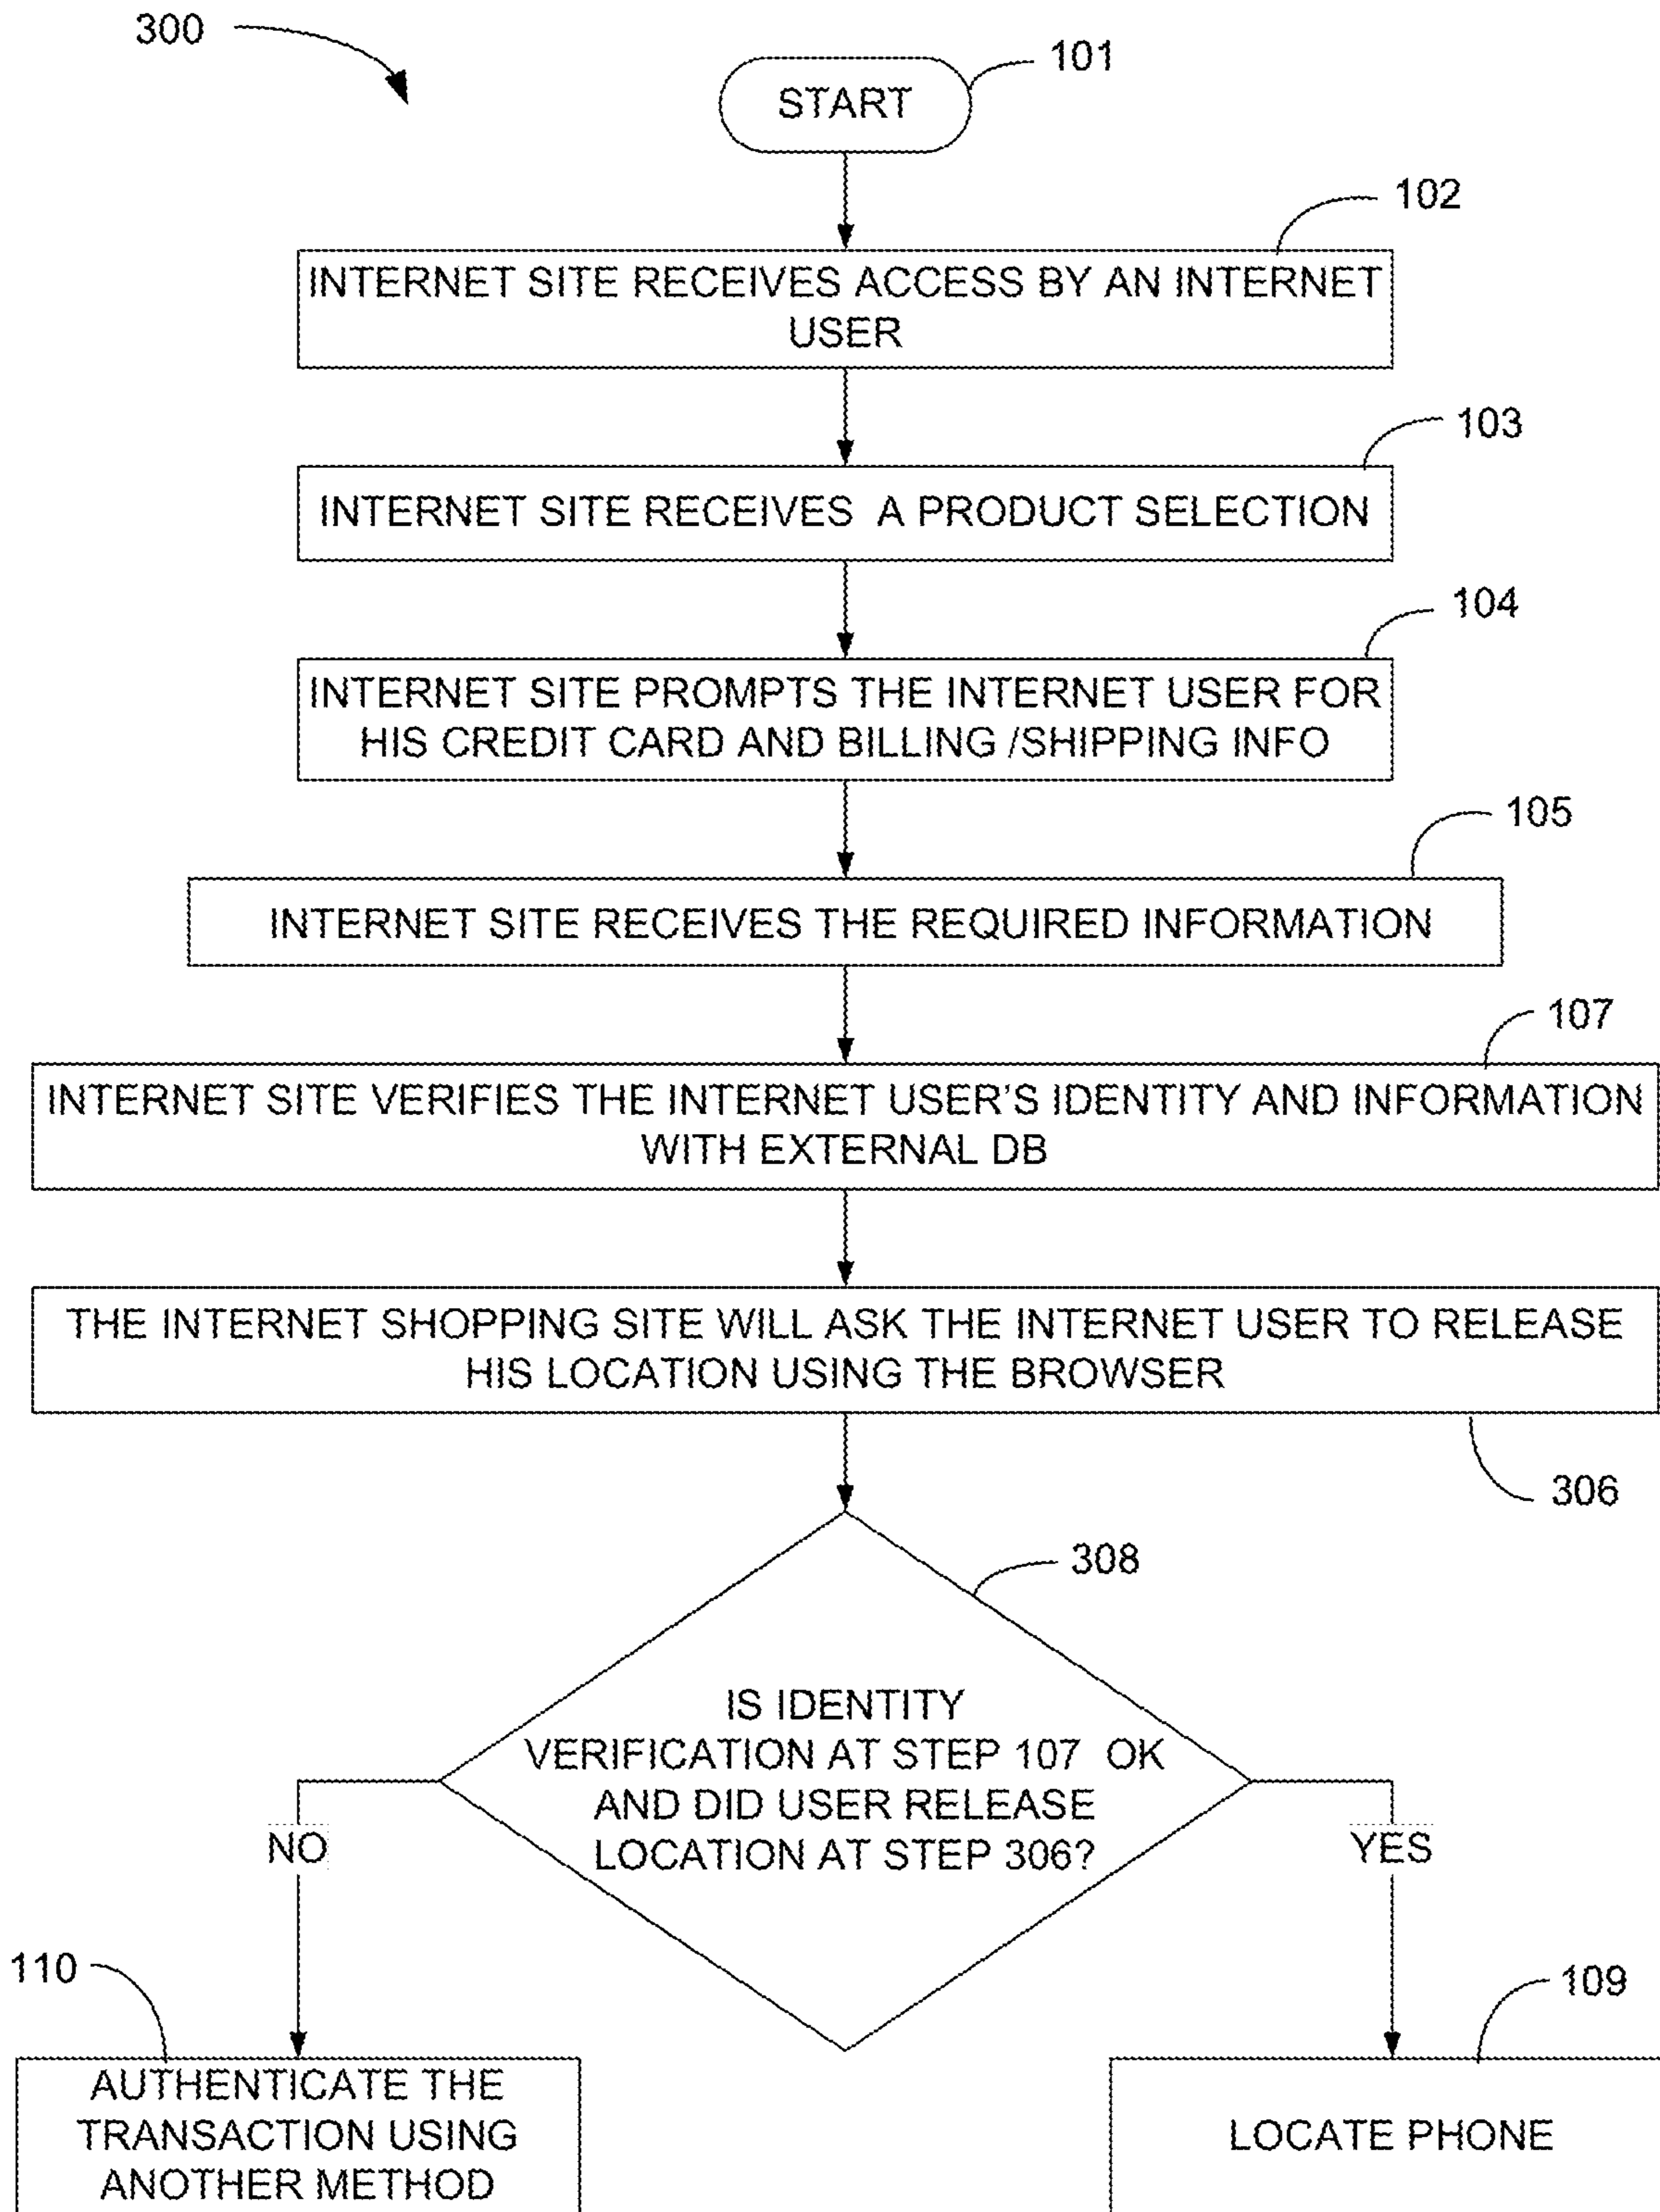 300
101
START
102
INTERNET SITE RECEIVES ACCESS BY AN INTERNET
USER
103
INTERNET SITE RECEIVES A PRODUCT SELECTION
104
INTERNET SITE PROMPTS THE INTERNET USER FOR
HIS CREDIT CARD AND BILLING /SHIPPING INFO
105
INTERNET SITE RECEIVES THE REQUIRED INFORMATION
107
INTERNET SITE VERIFIES THE INTERNET USER'S IDENTITY AND INFORMATION
WITH EXTERNAL DB
THE INTERNET SHOPPING SITE WILL ASK THE INTERNET USER TO RELEASE
HIS LOCATION USING THE BROWSER
306
308
IS IDENTITY
VERIFICATION AT STEP 107 OK
AND DID USER RELEASE
LOCATION AT STEP 306?
NO
YES
110
109
AUTHENTICATE THE
TRANSACTION USING
ANOTHER METHOD
LOCATE PHONE